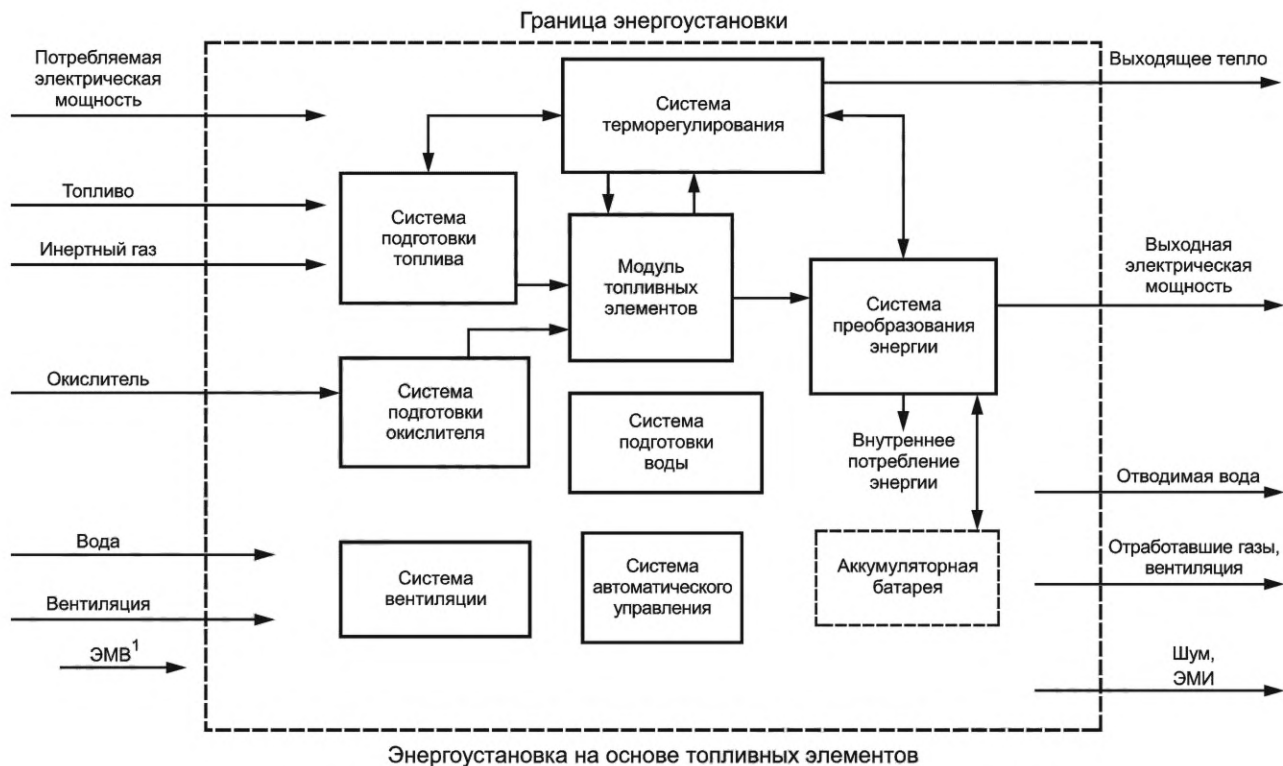 Граница энергоустановки
Потребляемая
электрическая
мощность
Топливо
Инертный газ
Окислитель
Вода
Вентиляция
ЭМВ¹
Система
терморегулирования
Система
подготовки
топлива
Модуль
топливных
элементов
Система
преобразования
энергии
Система
подготовки
окислителя
Система
подготовки
воды
Внутреннее
потребление
энергии
Система
вентиляции
Система
автоматического
управления
Аккумуляторная
батарея
Выходящее тепло
Выходная
электрическая
мощность
Отводимая вода
Отработавшие газы,
вентиляция
Шум,
ЭМИ
Энергоустановка на основе топливных элементов